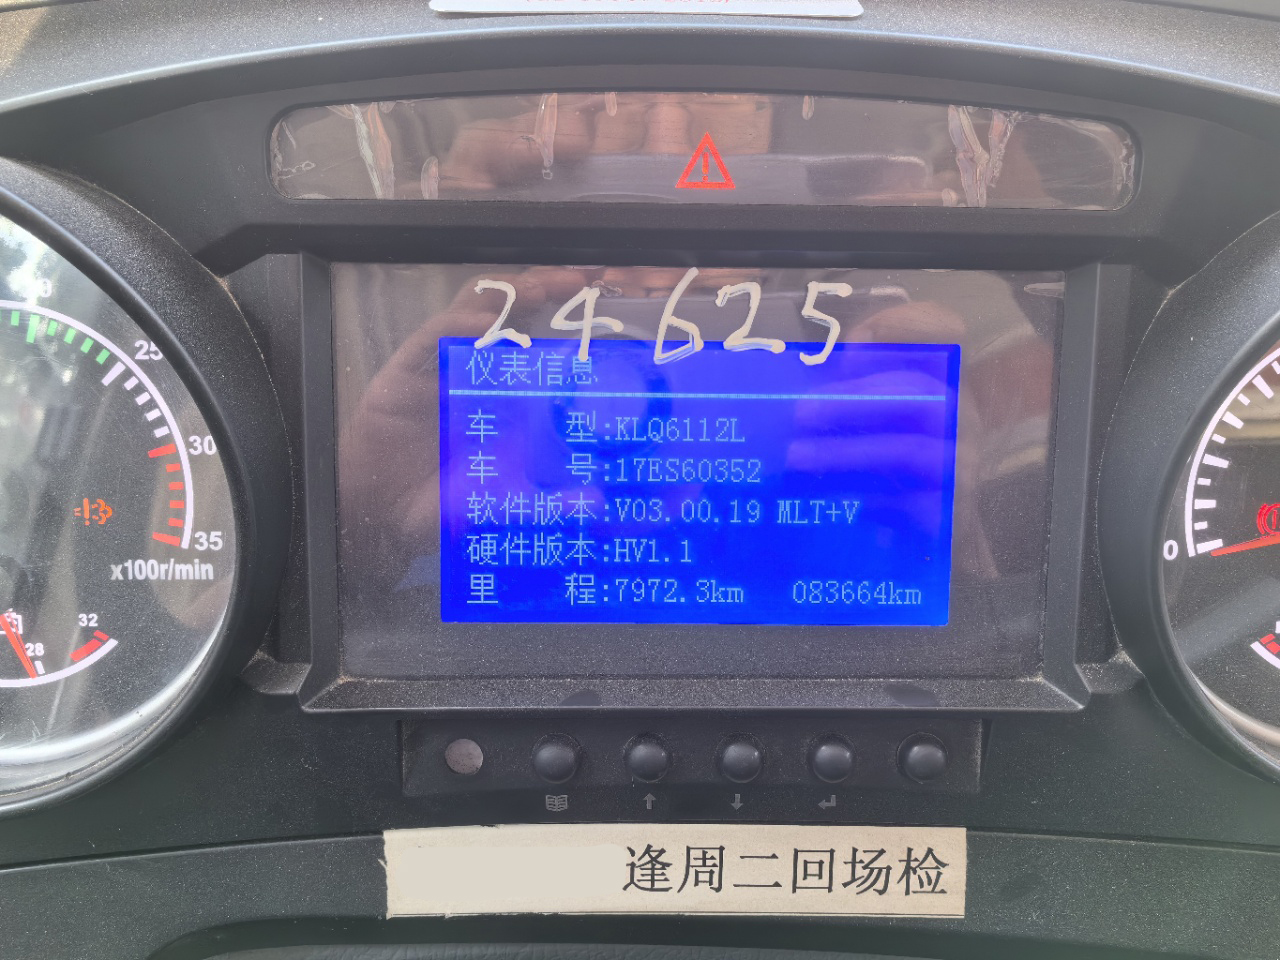 24625
仪表信息
车 型:KLQ6112L
车 号:17ES60352
软件版本:V03.00.19 MLT+V
硬件版本:HV1.1
里 程:7972.3km 083664km
25
30
35
x100r/min
32
28
0
逢周二回场检